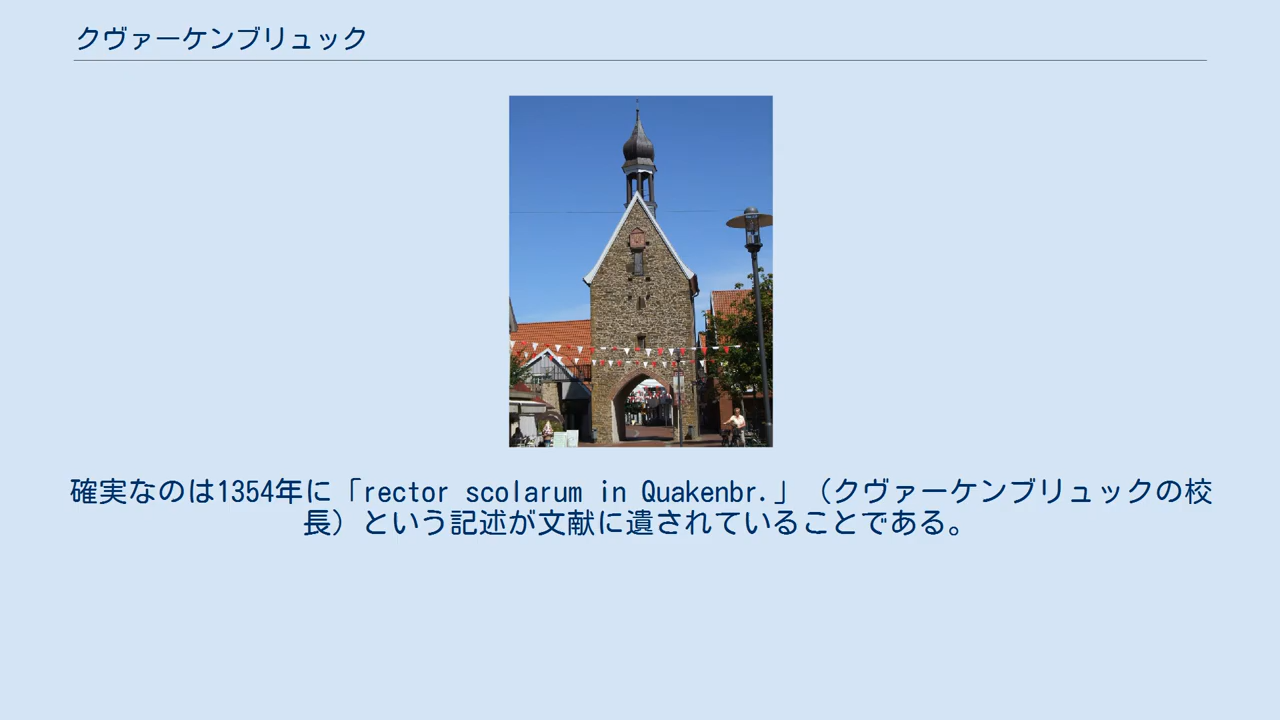 クヴァーケンブリュック
確実なのは1354年に「rector scolarum in Quakenbr.」（クヴァーケンブリュックの校
長）という記述が文献に遺されていることである。